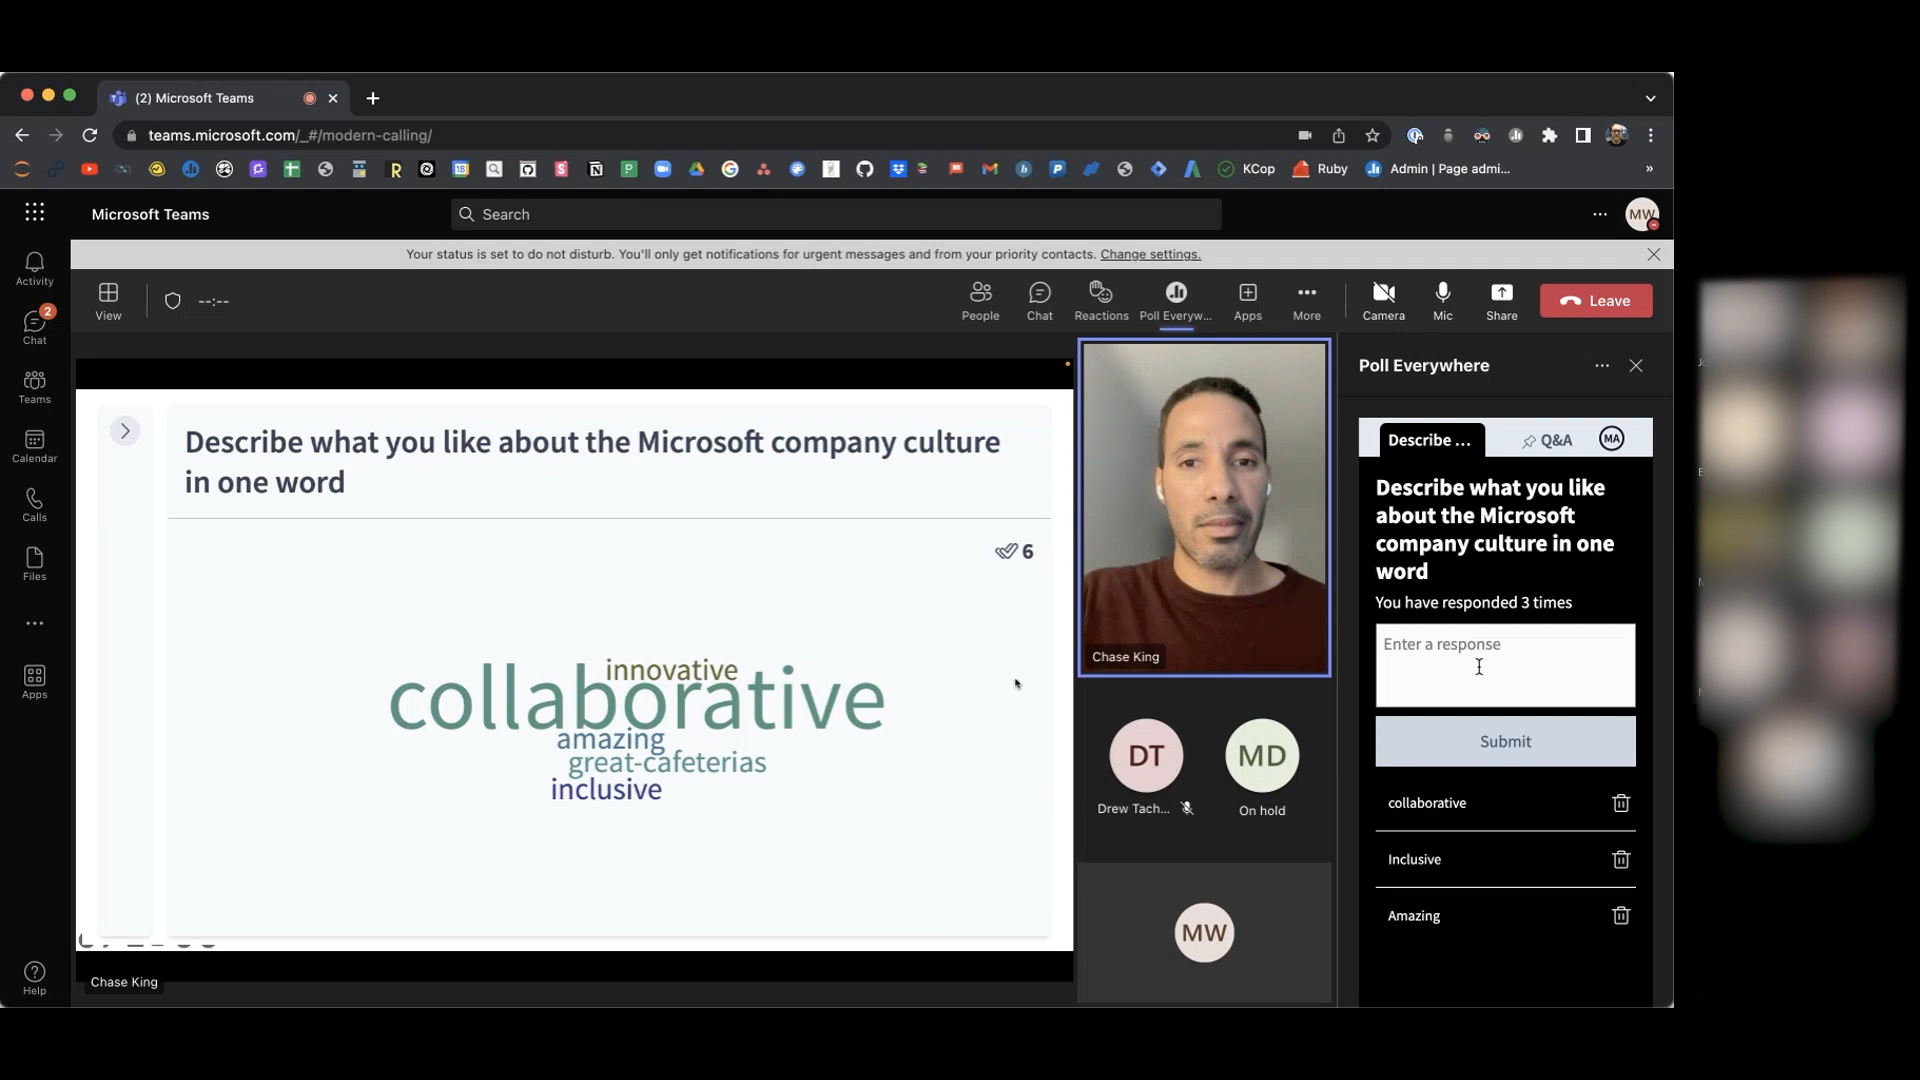 (2) Microsoft Teams
teams.microsoft.com/_#/modern-calling/
KCop
Ruby
Admin | Page admi...
»
Microsoft Teams
Search
MW
Your status is set to do not disturb. You'll only get notifications for urgent messages and from your priority contacts. Change settings.
Activity
2
Chat
Teams
Calendar
Calls
Files
Apps
Help
View
--:--
People
Chat
Reactions
Poll Everyw...
Apps
More
Camera
Mic
Share
Leave
Describe what you like about the Microsoft company culture
in one word
6
innovative
collaborative
amazing
great-cafeterias
inclusive
Chase King
Chase King
DT
Drew Tach...
MD
On hold
MW
Poll Everywhere
Describe ...
Q&A
MA
Describe what you like
about the Microsoft
company culture in one
word
You have responded 3 times
Enter a response
Submit
collaborative
Inclusive
Amazing